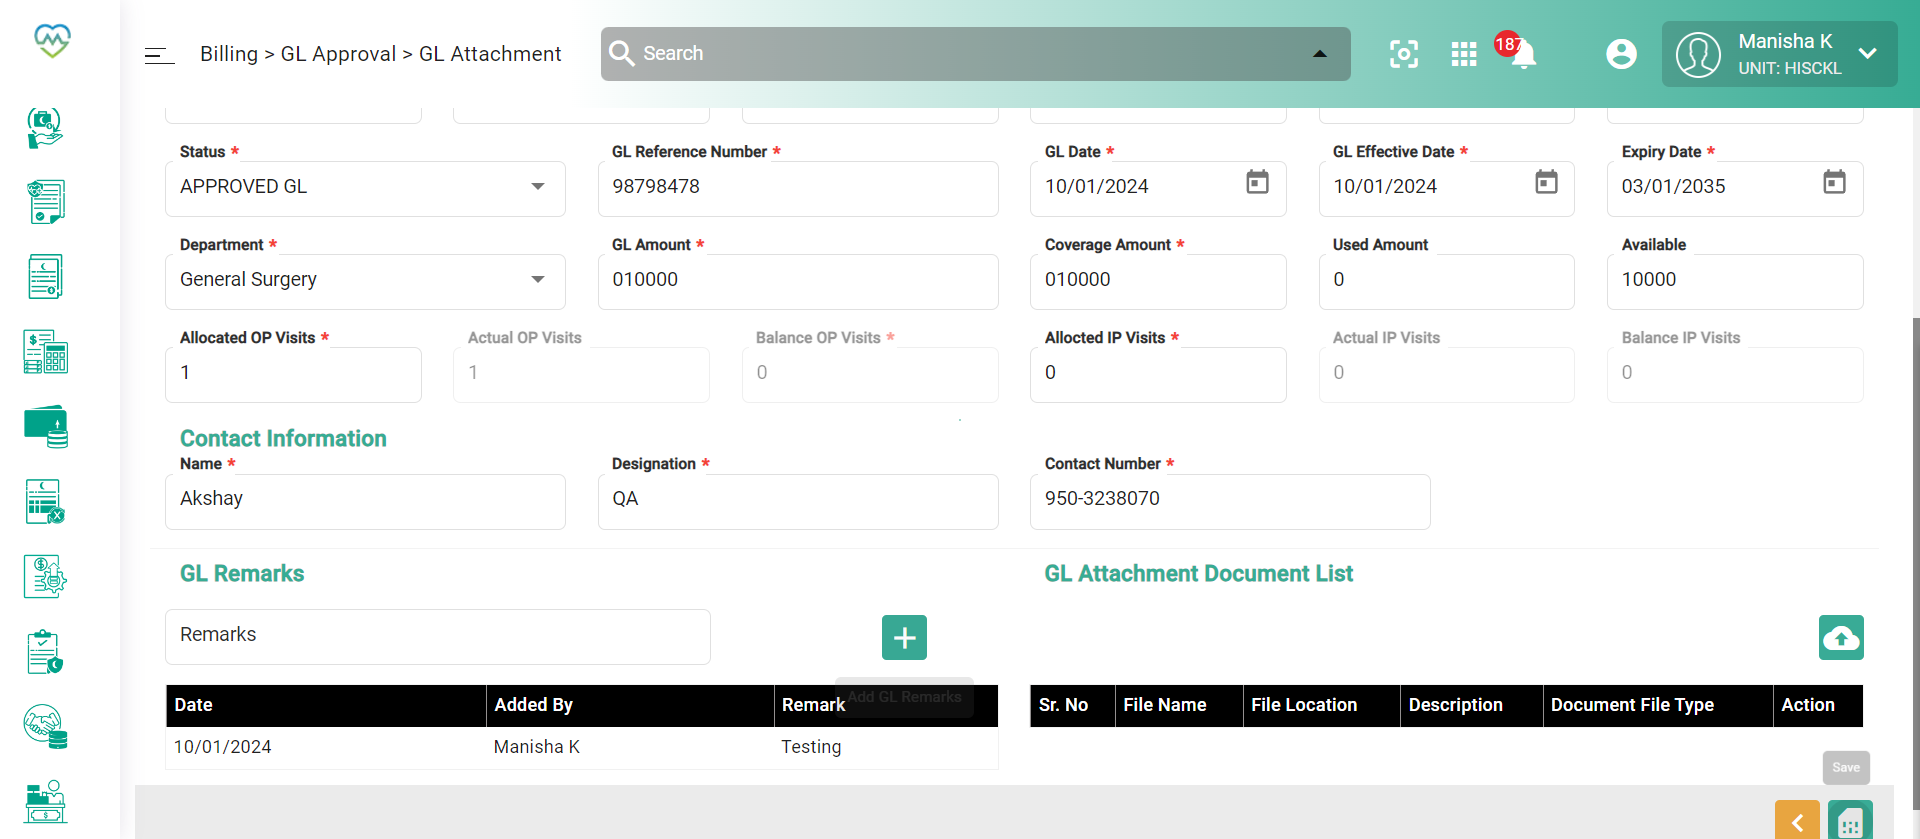 Billing > GL Approval > GL Attachment
Search
187
Manisha K
UNIT: HISCKL
Status *
GL Reference Number *
GL Date *
GL Effective Date *
Expiry Date *
APPROVED GL
98798478
10/01/2024
10/01/2024
03/01/2035
Department *
GL Amount *
Coverage Amount *
Used Amount
Available
General Surgery
010000
010000
0
10000
Allocated OP Visits *
Actual OP Visits
Balance OP Visits *
Allocted IP Visits *
Actual IP Visits
Balance IP Visits
1
1
0
0
0
0
Contact Information
Name *
Designation *
Contact Number *
Akshay
QA
950-3238070
GL Remarks
GL Attachment Document List
Remarks
Add GL Remarks
Date
Added By
Remark
Sr. No
File Name
File Location
Description
Document File Type
Action
10/01/2024
Manisha K
Testing
Save